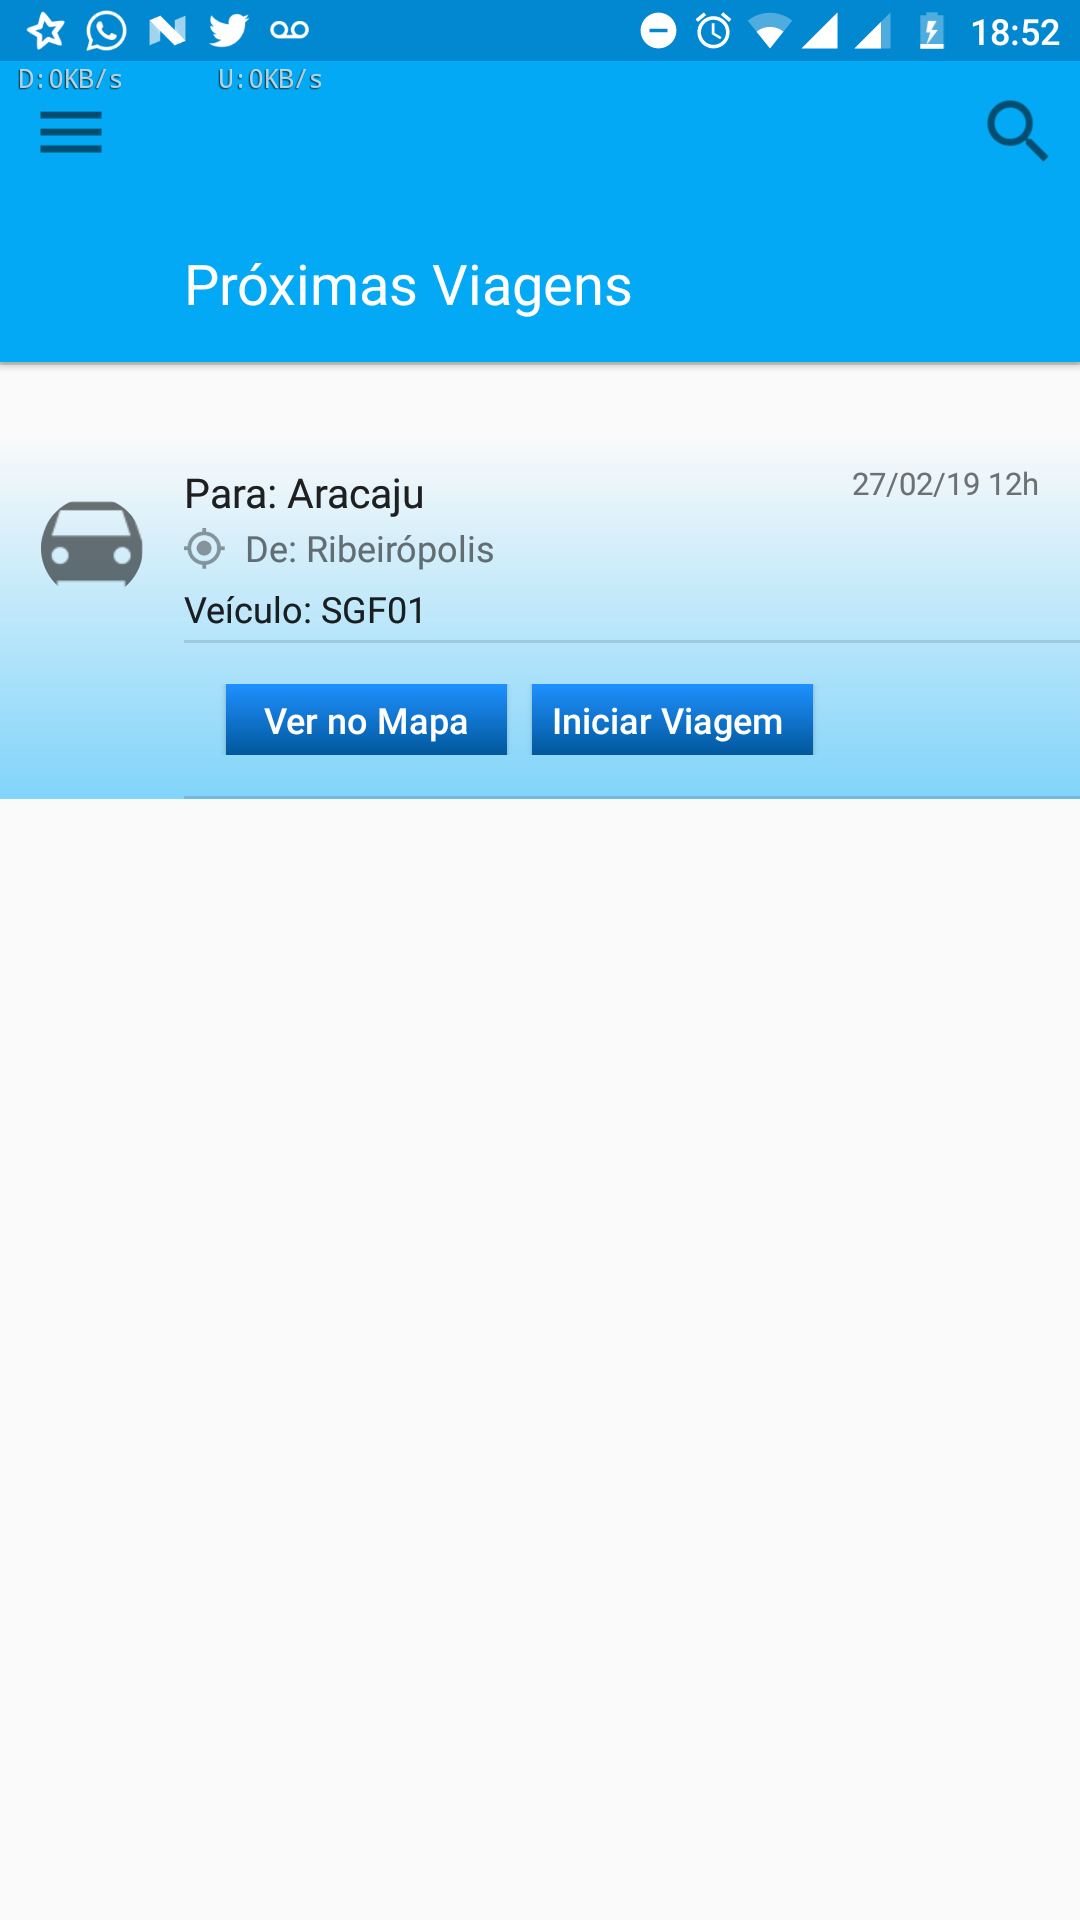 18:52
D:0KB/s U:0KB/s
Próximas Viagens
Para: Aracaju
27/02/19 12h
De: Ribeirópolis
Veículo: SGF01
Ver no Mapa
Iniciar Viagem